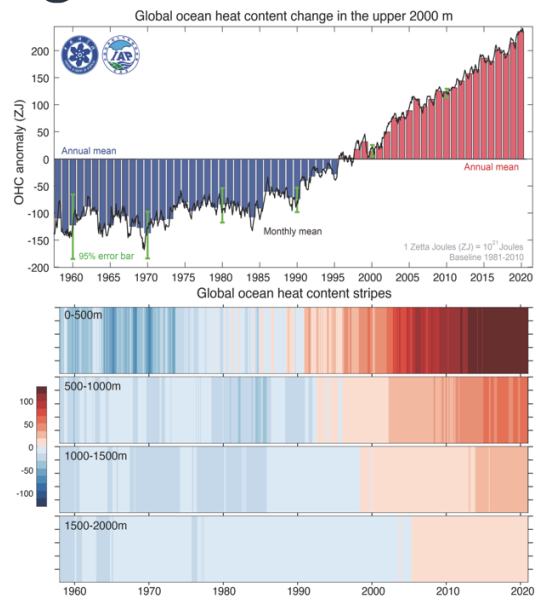 Global ocean heat content change in the upper 2000 m
IAP
OHC anomaly (ZJ)
200
150
100
50
0
-50
-100
-150
-200
Annual mean
Annual mean
Monthly mean
95% error bar
1 Zetta Joules (ZJ) = 10^21 Joules
Baseline 1981-2010
1960 1965 1970 1975 1980 1985 1990 1995 2000 2005 2010 2015 2020
Global ocean heat content stripes
0-500m
500-1000m
1000-1500m
1500-2000m
100
50
0
-50
-100
1960 1970 1980 1990 2000 2010 2020